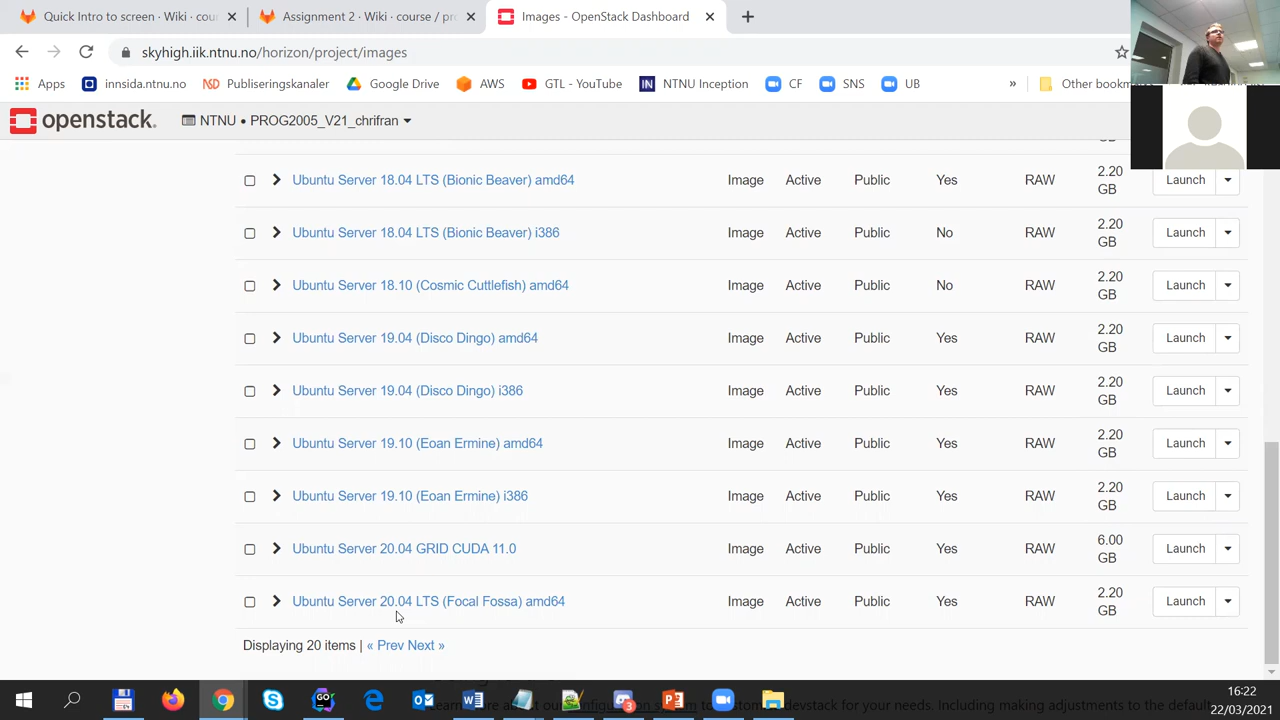 Quick Intro to screen · Wiki · cou
Assignment 2 · Wiki · course / pro
Images - OpenStack Dashboard
skyhigh.iik.ntnu.no/horizon/project/images
Apps
innsida.ntnu.no
Publiseringskanaler
Google Drive
AWS
GTL - YouTube
NTNU Inception
CF
SNS
UB
»
Other bookm
openstack.
NTNU • PROG2005_V21_chrifran
GB
Ubuntu Server 18.04 LTS (Bionic Beaver) amd64 Image Active Public Yes RAW 2.20 GB Launch
Ubuntu Server 18.04 LTS (Bionic Beaver) i386 Image Active Public No RAW 2.20 GB Launch
Ubuntu Server 18.10 (Cosmic Cuttlefish) amd64 Image Active Public No RAW 2.20 GB Launch
Ubuntu Server 19.04 (Disco Dingo) amd64 Image Active Public Yes RAW 2.20 GB Launch
Ubuntu Server 19.04 (Disco Dingo) i386 Image Active Public Yes RAW 2.20 GB Launch
Ubuntu Server 19.10 (Eoan Ermine) amd64 Image Active Public Yes RAW 2.20 GB Launch
Ubuntu Server 19.10 (Eoan Ermine) i386 Image Active Public Yes RAW 2.20 GB Launch
Ubuntu Server 20.04 GRID CUDA 11.0 Image Active Public Yes RAW 6.00 GB Launch
Ubuntu Server 20.04 LTS (Focal Fossa) amd64 Image Active Public Yes RAW 2.20 GB Launch
Displaying 20 items | « Prev Next »
16:22
22/03/2021